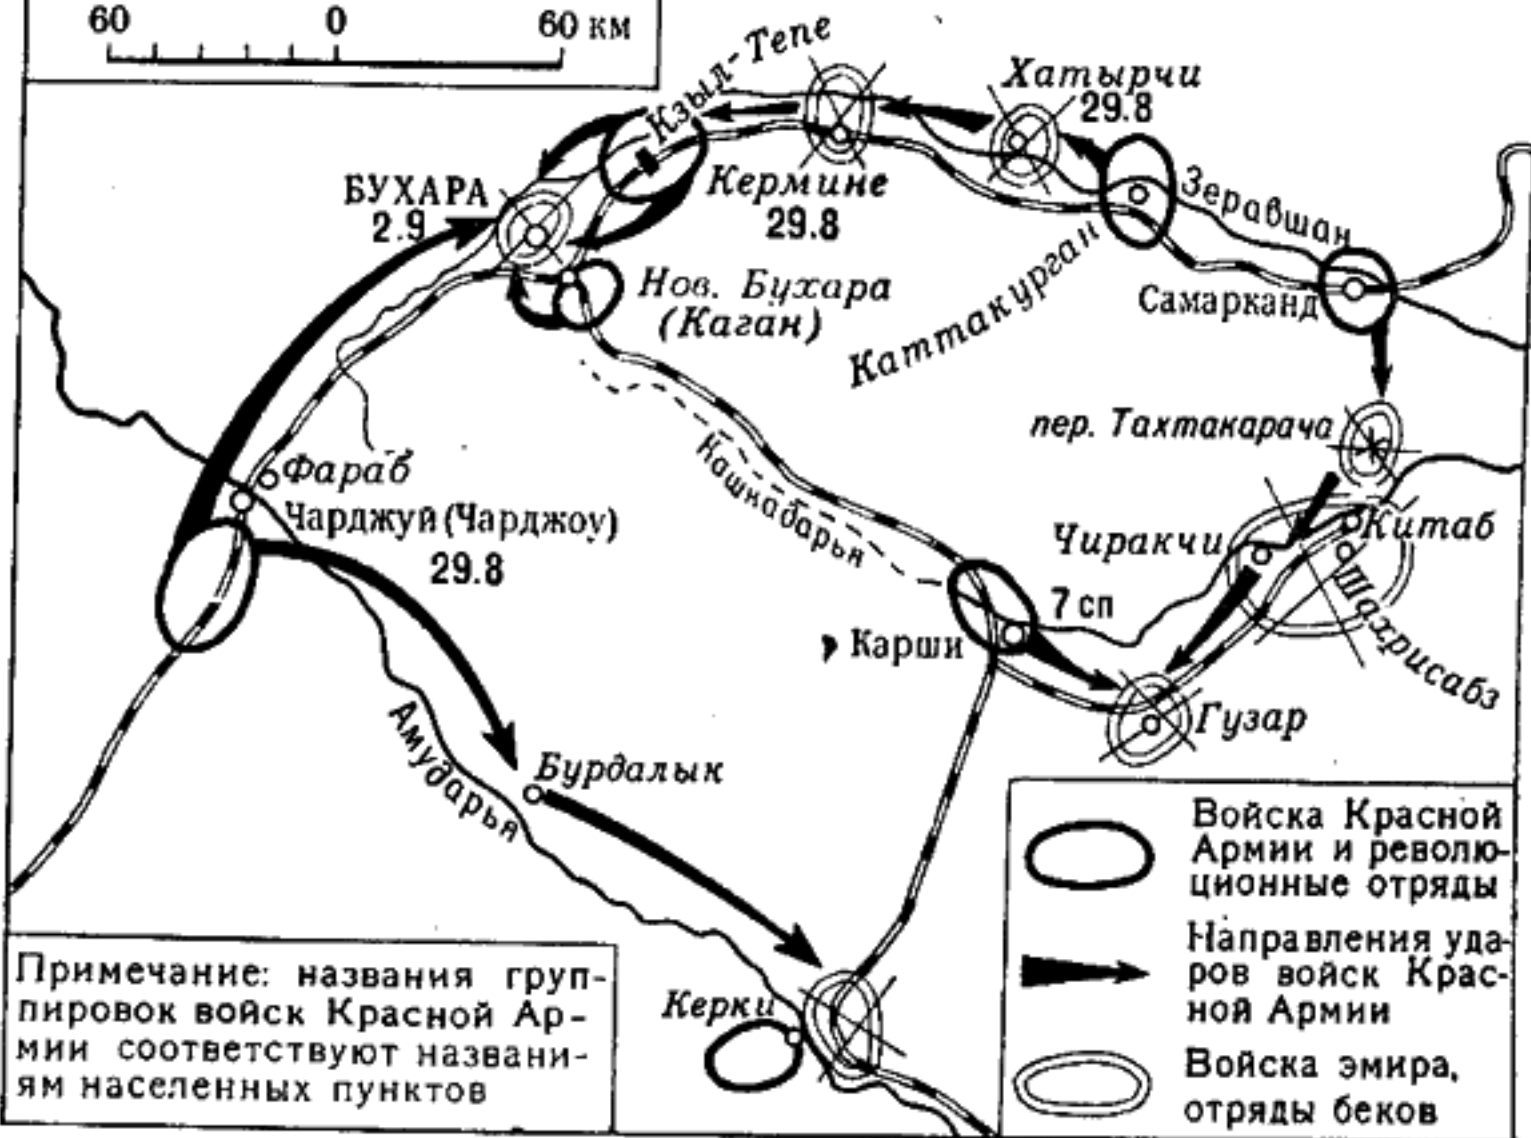 60 0 60 км
Кзыл-Тепе
Хатырчи
29.8
БУХАРА
2.9
Кермине
29.8
Зеравшан
Нов. Бухара
(Каган)
Каттакурган
Самарканд
пер. Тахтакарача
Фараб
Чарджуй (Чарджоу)
29.8
Кашкадарья
Чиракчи
Китаб
Шахрисабз
7 сп
Карши
Гузар
Амударья
Бурдалык
Керки
Войска Красной
Армии и револю-
ционные отряды
Направления уда-
ров войск Крас-
ной Армии
Войска эмира,
отряды беков
Примечание: названия груп-
пировок войск Красной Ар-
мии соответствуют названи-
ям населенных пунктов